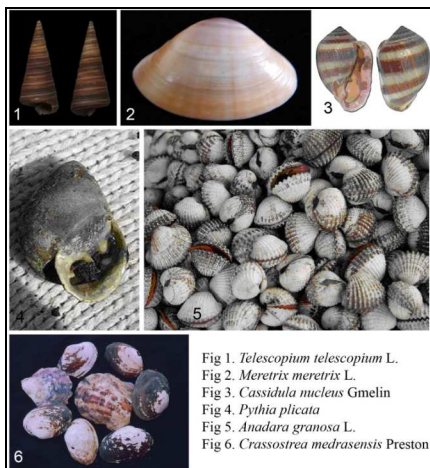 1
2
3
4
5
6
Fig 1. Telescopium telescopium L.
Fig 2. Meretrix meretrix L.
Fig 3. Cassidula nucleus Gmelin
Fig 4. Pythia plicata
Fig 5. Anadara granosa L.
Fig 6. Crassostrea medrasensis Preston